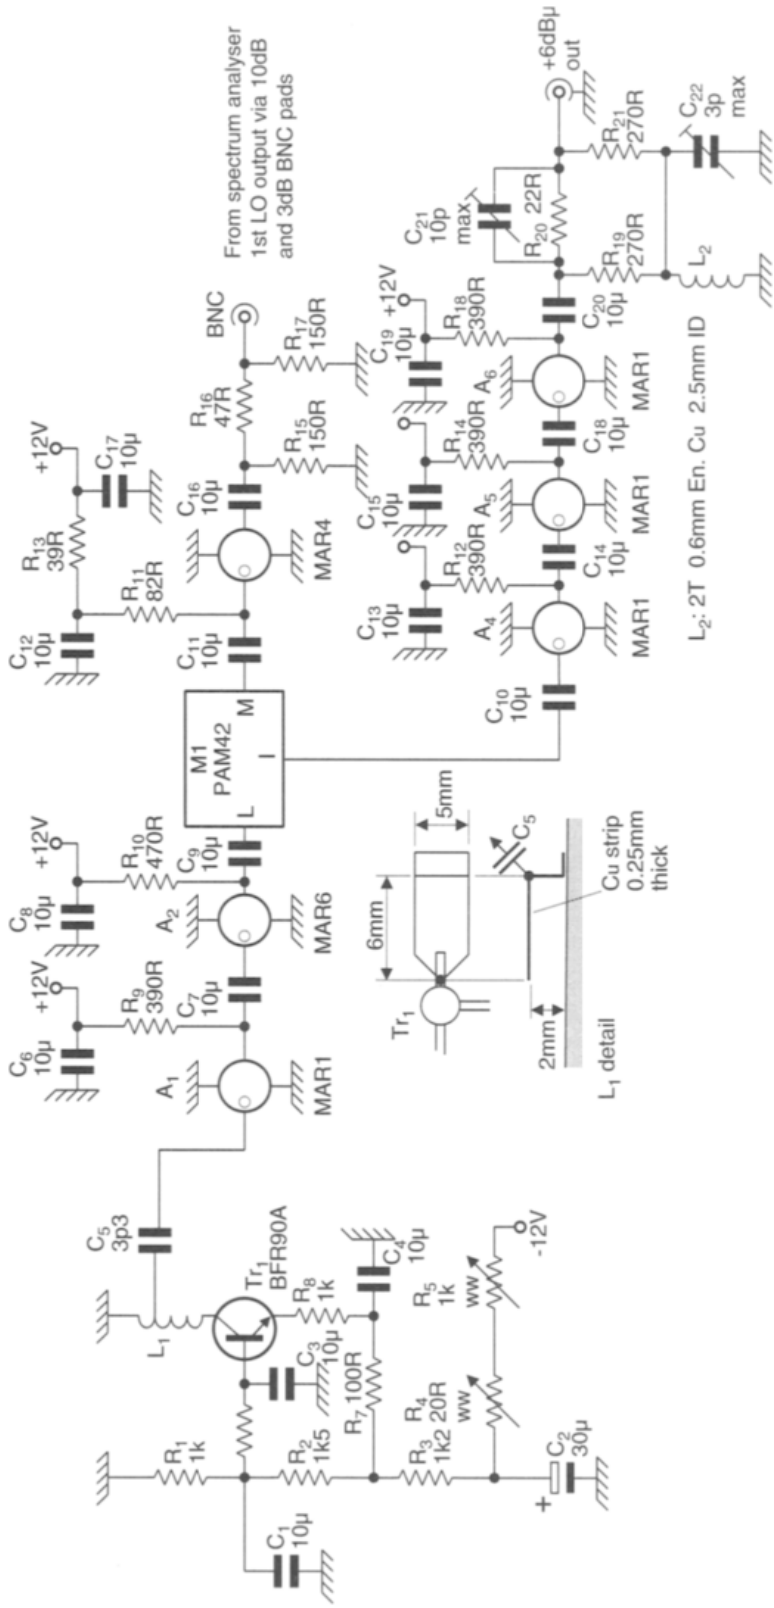 From spectrum analyser
1st LO output via 10dB
and 3dB BNC pads
C₅
3p3
L₁
Tr₁
BFR90A
R₁
1k
C₁
10µ
C₃
10µ
R₂
1k5
R₈
1k
R₇ 100R
C₄
10µ
R₃
1k2
R₄
20R
ww
R₅
1k
ww
-12V
+
C₂
30µ
C₆
10µ
+12V
R₉
390R
A₁
MAR1
C₇
10µ
C₈
10µ
+12V
R₁₀
470R
A₂
MAR6
C₉
10µ
M1
PAM42
L
M
I
C₁₁
10µ
C₁₂
10µ
R₁₁
82R
R₁₃
39R
+12V
C₁₇
10µ
MAR4
C₁₆
10µ
R₁₅
150R
R₁₆
47R
R₁₇
150R
BNC
C₁₀
10µ
A₄
MAR1
C₁₃
10µ
R₁₂
390R
C₁₄
10µ
A₅
MAR1
C₁₅
10µ
R₁₄
390R
C₁₈
10µ
A₆
MAR1
C₁₉
10µ
+12V
R₁₈
390R
C₂₀
10µ
C₂₁
10p
max
R₂₀
22R
R₁₉
270R
R₂₁
270R
L₂
C₂₂
3p
max
+6dBµ
out
L₂: 2T 0.6mm En. Cu 2.5mm ID
Tr₁
6mm
5mm
C₅
2mm
Cu strip
0.25mm
thick
L₁ detail